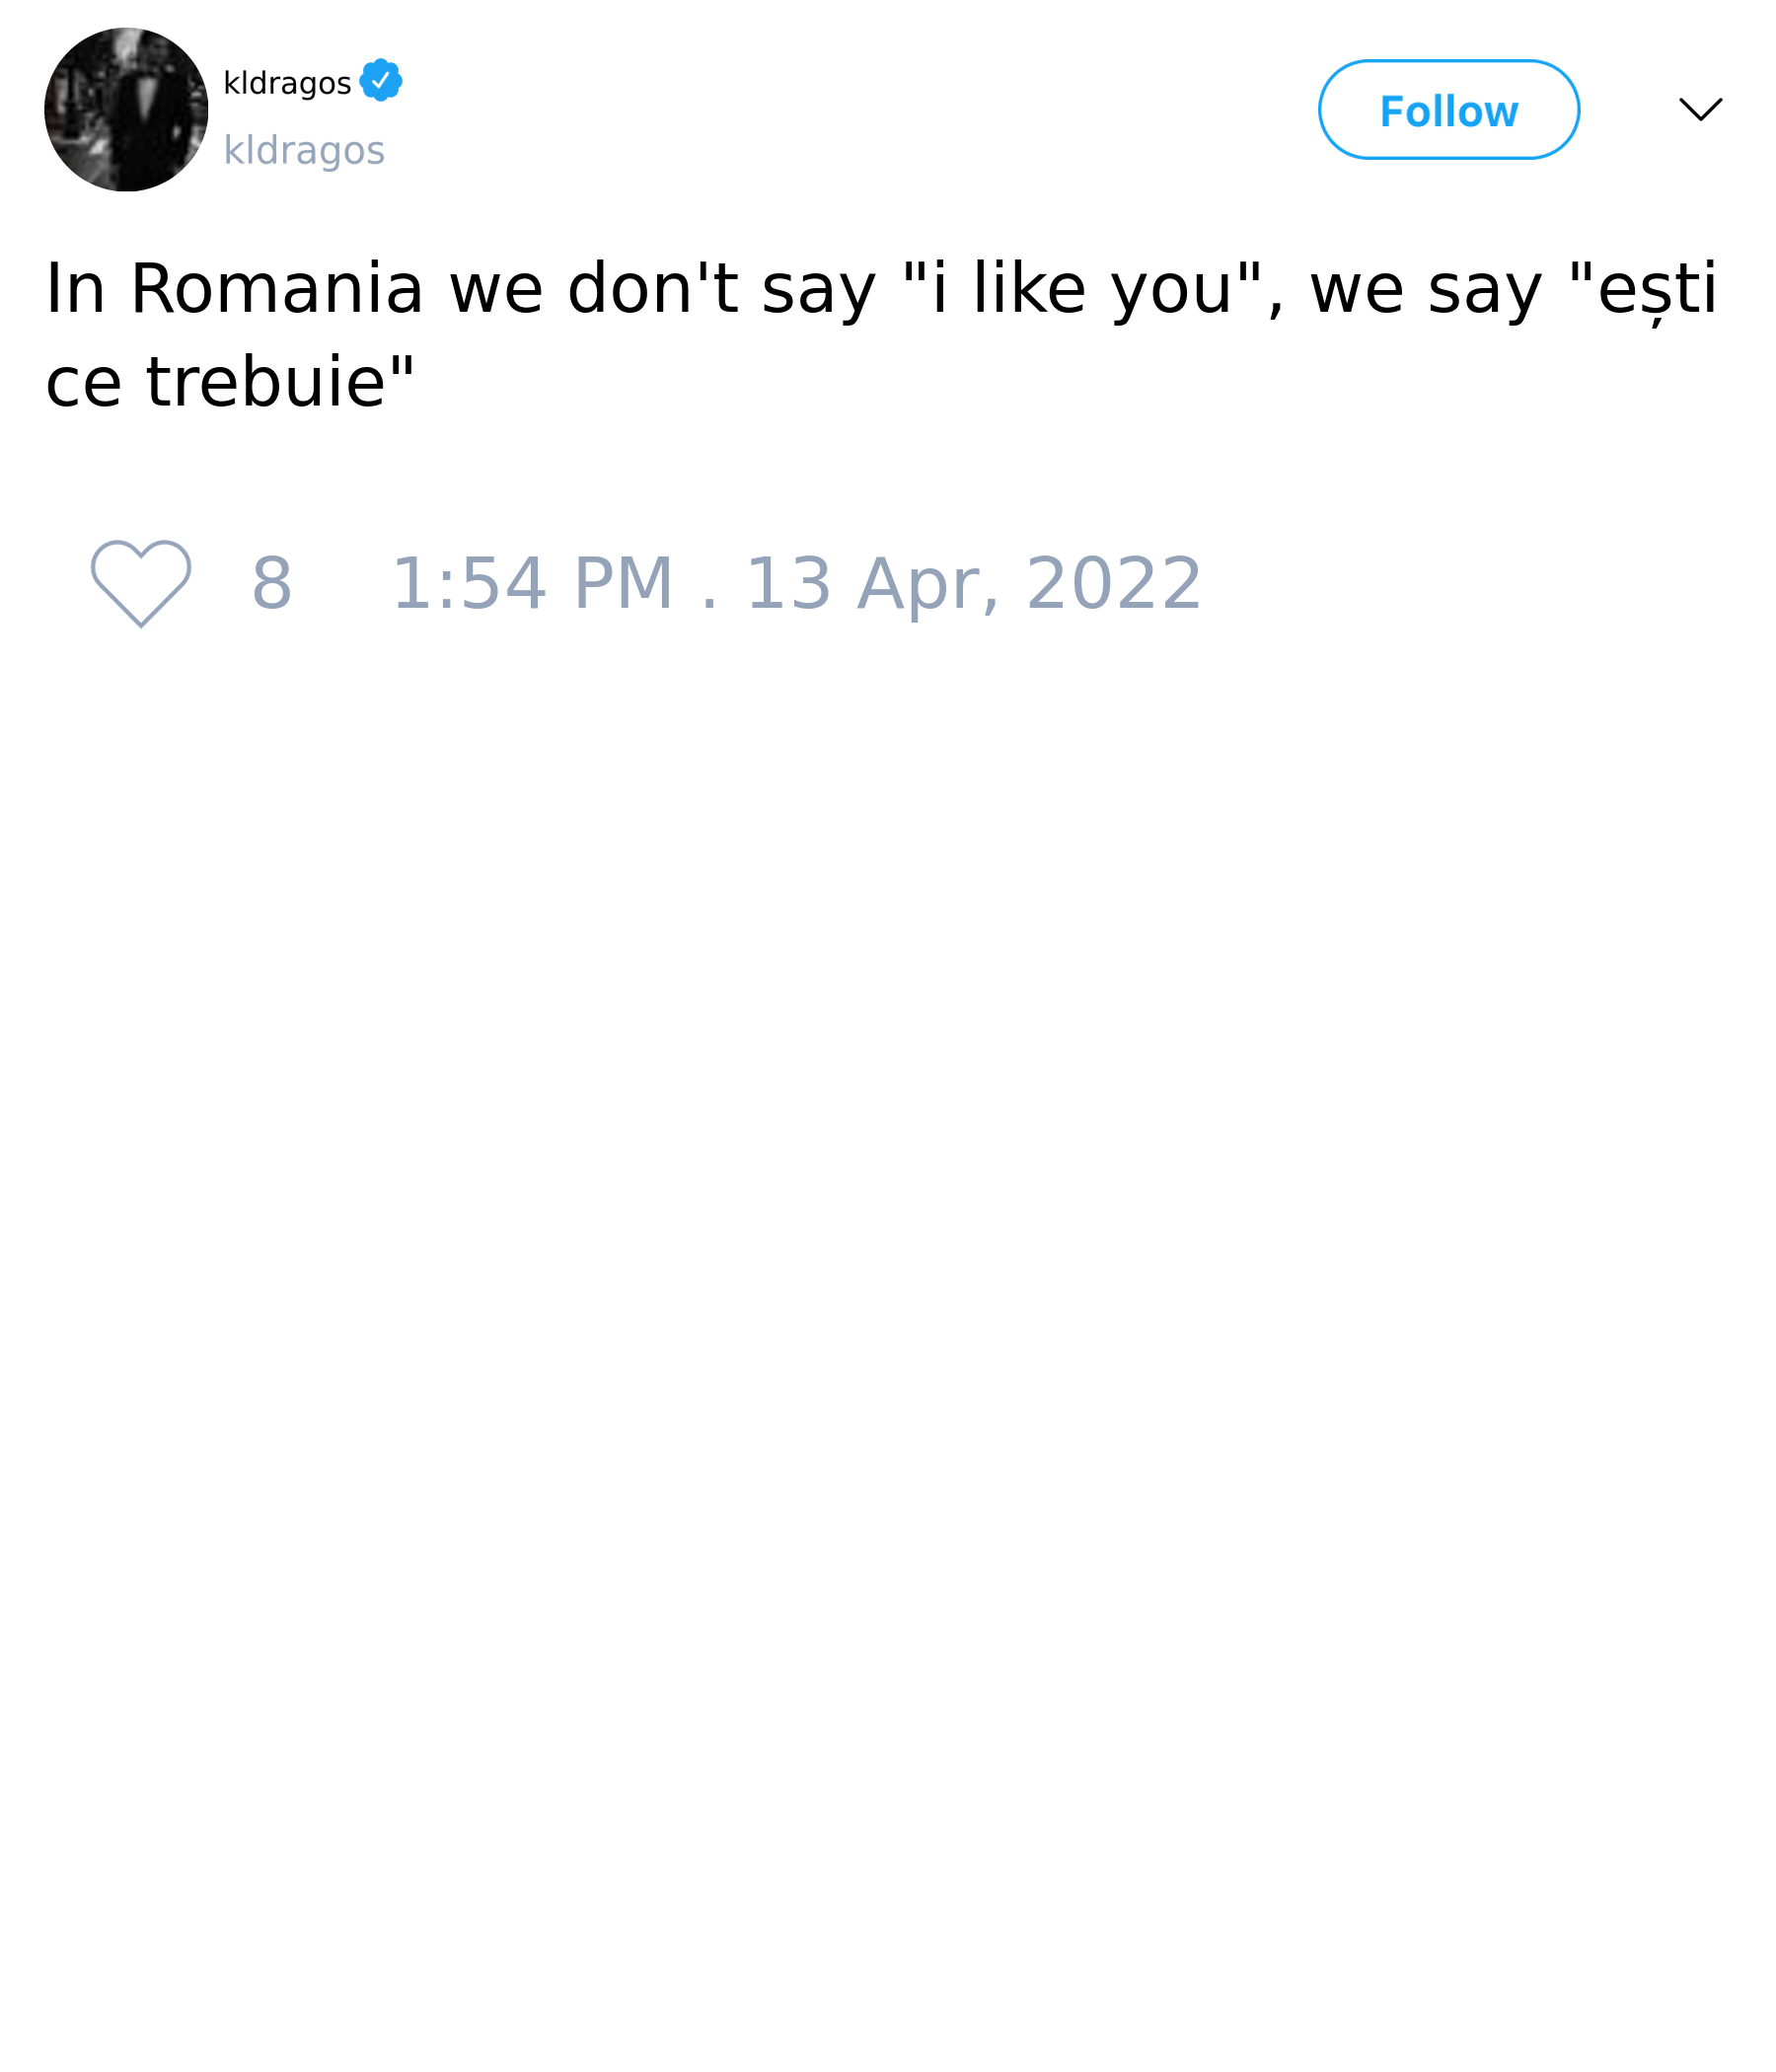 kldragos
kldragos
Follow
In Romania we don't say "i like you", we say "ești
ce trebuie"
8 1:54 PM . 13 Apr, 2022